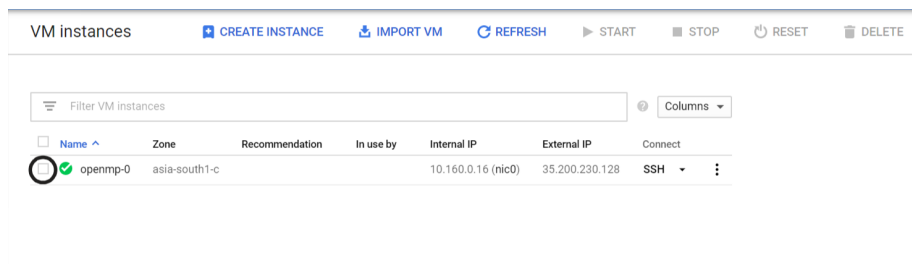 VM instances CREATE INSTANCE IMPORT VM REFRESH START STOP RESET DELETE
Filter VM instances Columns
Name Zone Recommendation In use by Internal IP External IP Connect
openmp-0 asia-south1-c 10.160.0.16 (nic0) 35.200.230.128 SSH